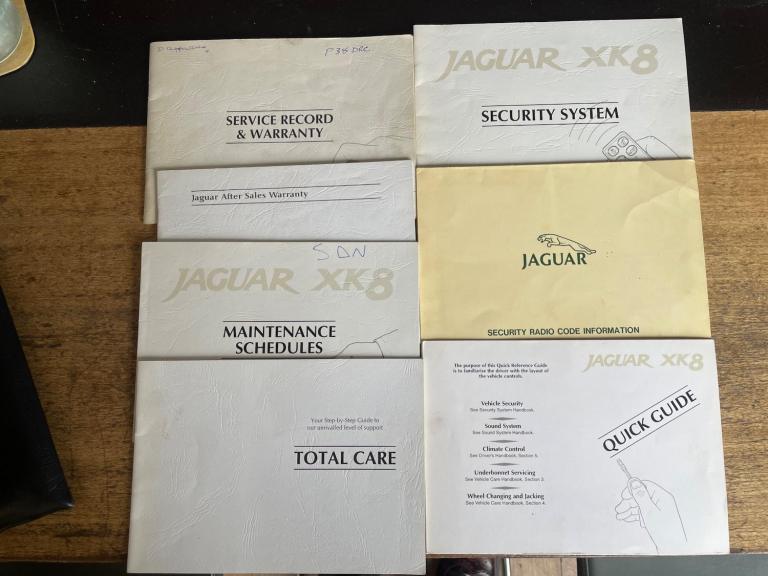 P38 DRC
SERVICE RECORD
& WARRANTY
JAGUAR XK8
SECURITY SYSTEM
Jaguar After Sales Warranty
JAGUAR
SECURITY RADIO CODE INFORMATION
SDN
JAGUAR XK8
MAINTENANCE
SCHEDULES
Your Step-by-Step Guide to
our unrivalled level of support
TOTAL CARE
The purpose of this Quick Reference Guide
is to familiarise the driver with the layout of
the vehicle controls.
JAGUAR XK8
QUICK GUIDE
Vehicle Security
See Security System Handbook.
Sound System
See Sound System Handbook.
Climate Control
See Driver's Handbook, Section 5.
Underbonnet Servicing
See Vehicle Care Handbook, Section 3.
Wheel Changing and Jacking
See Vehicle Care Handbook, Section 4.